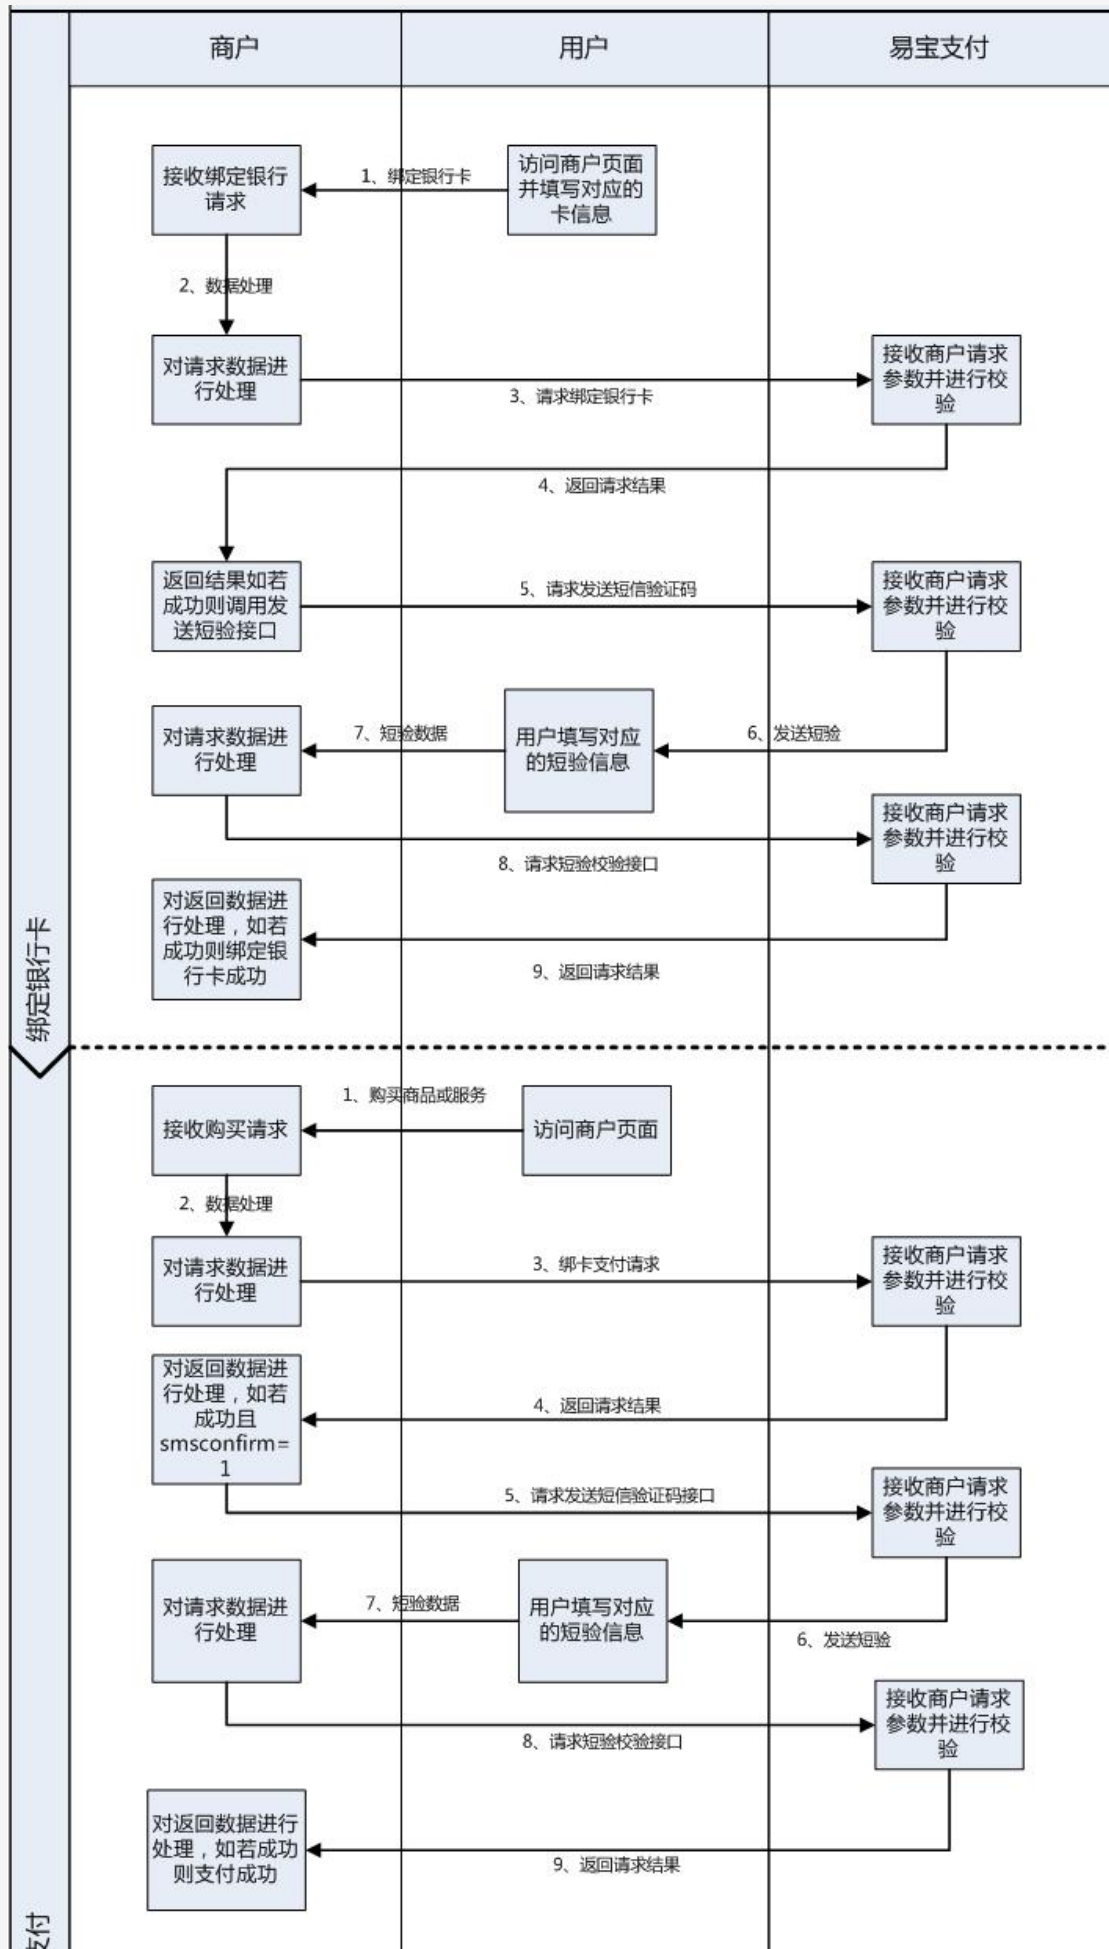 商户
用户
易宝支付
接收绑定银行
请求
1、绑定银行卡
访问商户页面
并填写对应的
卡信息
2、数据处理
对请求数据进
行处理
3、请求绑定银行卡
接收商户请求
参数并进行校
验
4、返回请求结果
返回结果如若
成功则调用发
送短验接口
5、请求发送短信验证码
接收商户请求
参数并进行校
验
对请求数据进
行处理
7、短验数据
用户填写对应
的短验信息
6、发送短验
接收商户请求
参数并进行校
验
8、请求短验校验接口
对返回数据进
行处理，如若
成功则绑定银
行卡成功
9、返回请求结果
绑定银行卡
接收购买请求
1、购买商品或服务
访问商户页面
2、数据处理
对请求数据进
行处理
3、绑卡支付请求
接收商户请求
参数并进行校
验
对返回数据进
行处理，如若
成功且
smsconfirm=
1
4、返回请求结果
5、请求发送短信验证码接口
接收商户请求
参数并进行校
验
对请求数据进
行处理
7、短验数据
用户填写对应
的短验信息
6、发送短验
接收商户请求
参数并进行校
验
8、请求短验校验接口
对返回数据进行
处理，如若成功
则支付成功
9、返回请求结果
支付